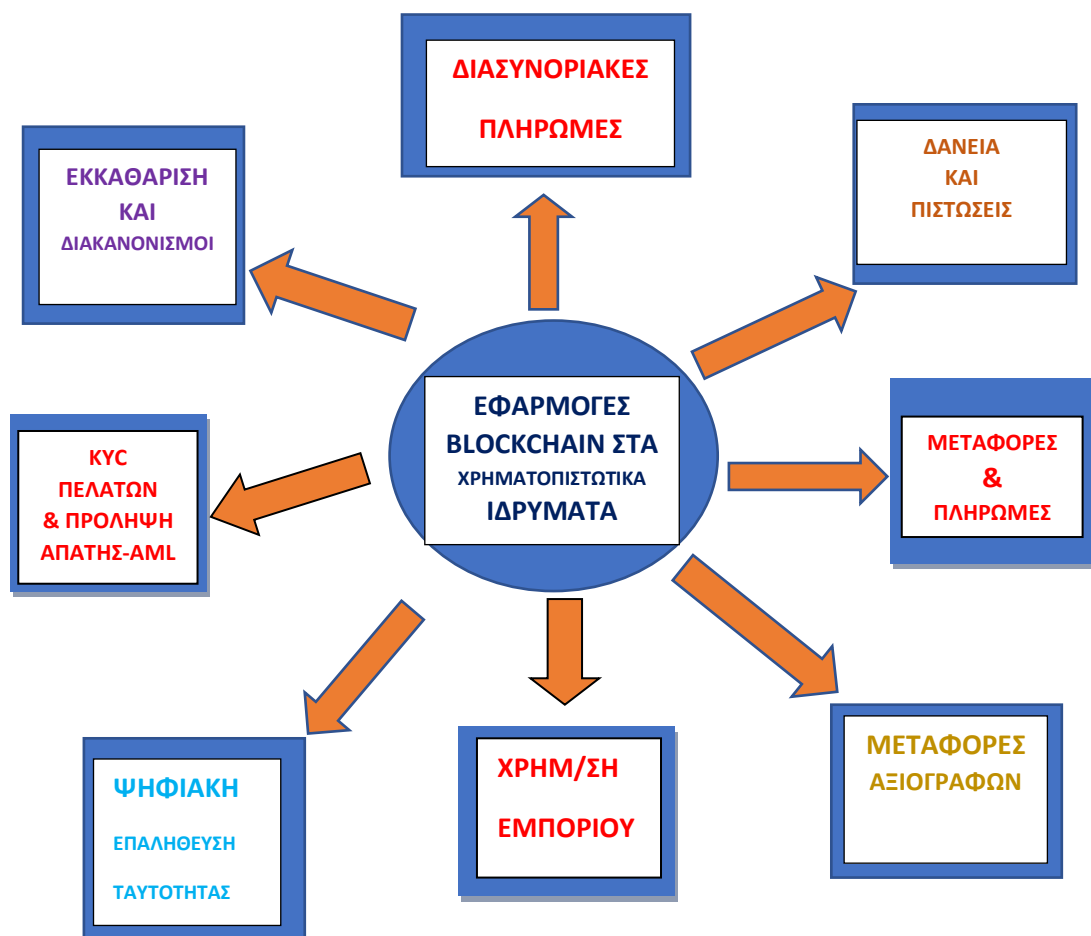 ΔΙΑΣΥΝΟΡΙΑΚΕΣ
ΠΛΗΡΩΜΕΣ
ΕΚΚΑΘΑΡΙΣΗ
ΚΑΙ
ΔΙΑΚΑΝΟΝΙΣΜΟΙ
ΔΑΝΕΙΑ
ΚΑΙ
ΠΙΣΤΩΣΕΙΣ
ΕΦΑΡΜΟΓΕΣ
BLOCKCHAIN ΣΤΑ
ΧΡΗΜΑΤΟΠΙΣΤΩΤΙΚΑ
ΙΔΡΥΜΑΤΑ
KYC
ΠΕΛΑΤΩΝ
& ΠΡΟΛΗΨΗ
ΑΠΑΤΗΣ-AML
ΜΕΤΑΦΟΡΕΣ
&
ΠΛΗΡΩΜΕΣ
ΨΗΦΙΑΚΗ
ΕΠΑΛΗΘΕΥΣΗ
ΤΑΥΤΟΤΗΤΑΣ
ΧΡΗΜ/ΣΗ
ΕΜΠΟΡΙΟΥ
ΜΕΤΑΦΟΡΕΣ
ΑΞΙΟΓΡΑΦΩΝ